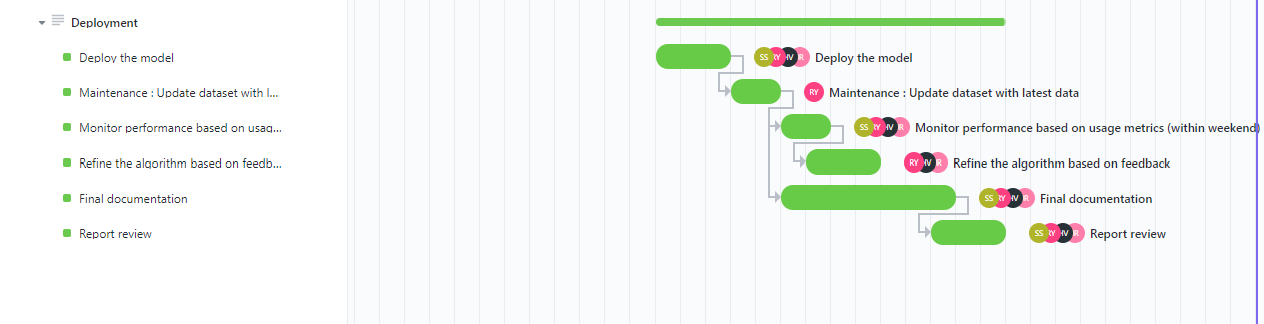 Deployment
Deploy the model
SS RY HV Deploy the model
Maintenance : Update dataset with l...
RY Maintenance : Update dataset with latest data
Monitor performance based on usag...
SS RY HV Monitor performance based on usage metrics (within weekend)
Refine the algorithm based on feedb...
RY HV Refine the algorithm based on feedback
Final documentation
SS RY HV Final documentation
Report review
SS RY HV Report review